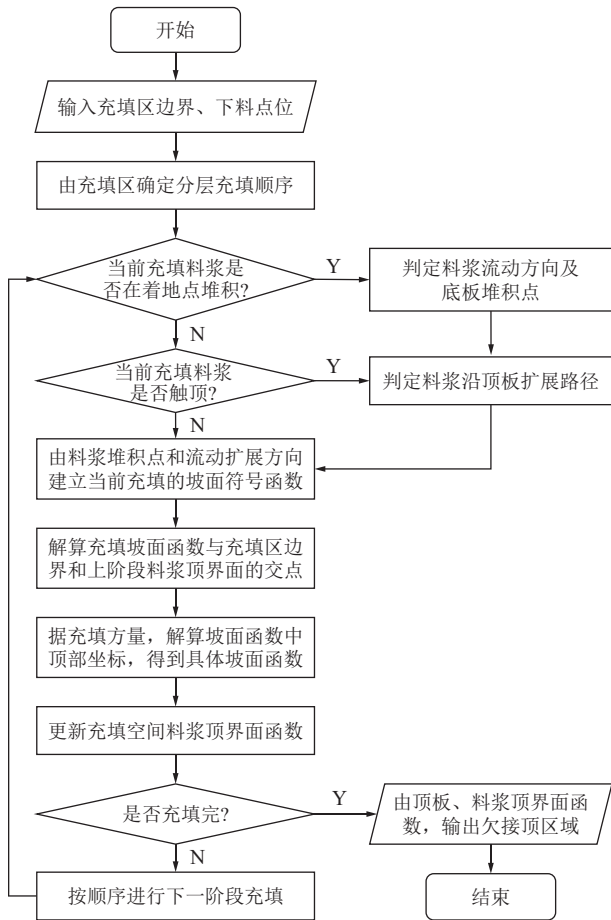 开始
输入充填区边界、下料点位
由充填区确定分层充填顺序
当前充填料浆是
否在着地点堆积?
Y
判定料浆流动方向及
底板堆积点
N
当前充填料浆
是否触顶?
Y
判定料浆沿顶板扩展路径
N
由料浆堆积点和流动扩展方向
建立当前充填的坡面符号函数
解算充填坡面函数与充填区边
界和上阶段料浆顶界面的交点
据充填方量，解算坡面函数中
顶部坐标，得到具体坡面函数
更新充填空间料浆顶界面函数
是否充填完?
Y
由顶板、料浆顶界面函
数，输出欠接顶区域
N
按顺序进行下一阶段充填
结束